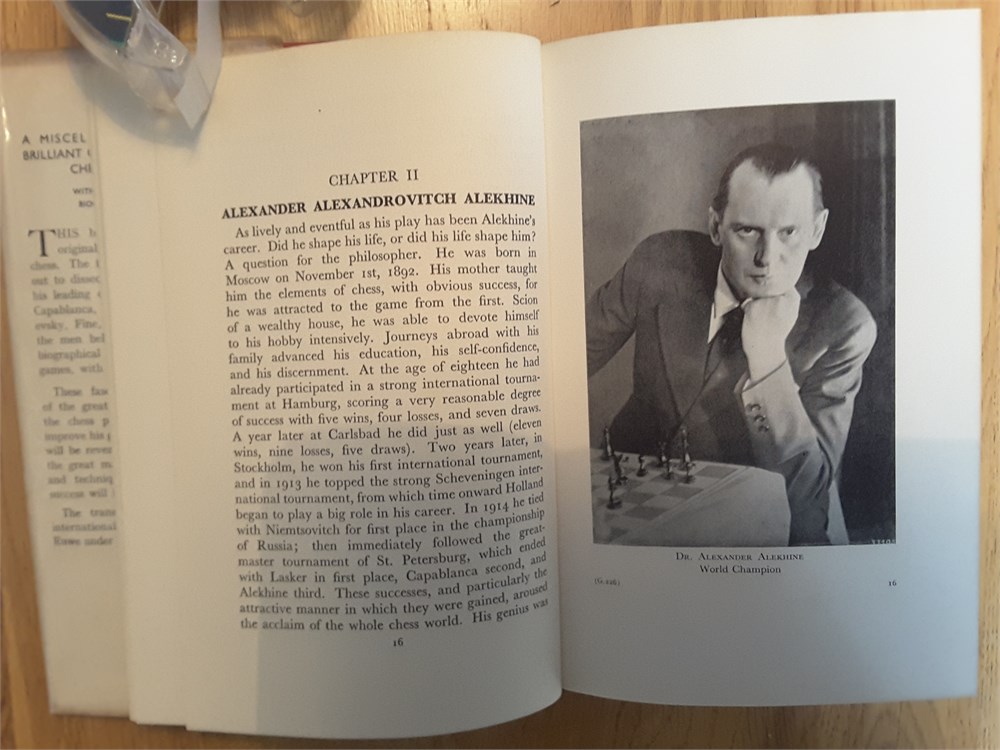 A MISCEL
BRILLIANT
CHE
WITH
BIO
THIS b
original
chess. The
out to dissec
his leading
Capablanca,
evsky, Fine,
the men bel
biographical
games, with
These fam
of the great
the chess p
improve his
will be never
the great m
and techniq
success will
The trans
international
Reewe under
CHAPTER II
ALEXANDER ALEXANDROVITCH ALEKHINE
As lively and eventful as his play has been Alekhine's
career. Did he shape his life, or did his life shape him?
A question for the philosopher. He was born in
Moscow on November 1st, 1892. His mother taught
him the elements of chess, with obvious success, for
he was attracted to the game from the first. Scion
of a wealthy house, he was able to devote himself
to his hobby intensively. Journeys abroad with his
family advanced his education, his self-confidence,
and his discernment. At the age of eighteen he had
already participated in a strong international tourna-
ment at Hamburg, scoring a very reasonable degree
of success with five wins, four losses, and seven draws.
A year later at Carlsbad he did just as well (eleven
wins, nine losses, five draws). Two years later, in
Stockholm, he won his first international tournament,
and in 1913 he topped the strong Scheveningen inter-
national tournament, from which time onward Holland
began to play a big role in his career. In 1914 he tied
with Niemtsovitch for first place in the championship
of Russia; then immediately followed the great-
master tournament of St. Petersburg, which ended
with Lasker in first place, Capablanca second, and
Alekhine third. These successes, and particularly the
attractive manner in which they were gained, aroused
the acclaim of the whole chess world. His genius was
16
DR. ALEXANDER ALEKHINE
World Champion
16